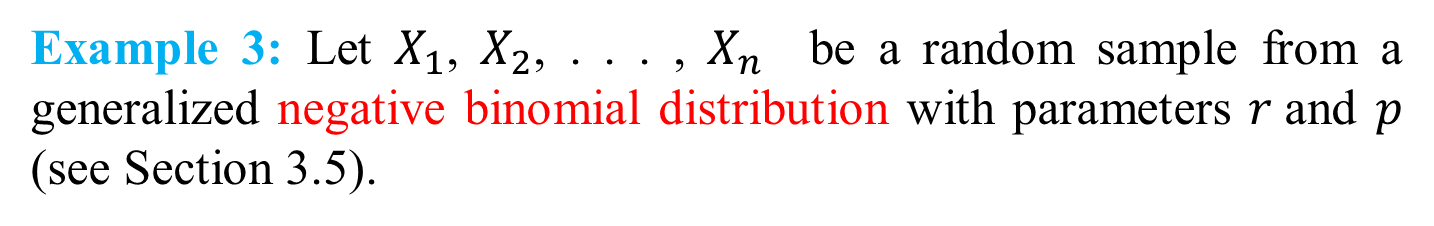 Example 3: Let X₁, X₂, . . . , Xₙ be a random sample from a
generalized negative binomial distribution with parameters r and p
(see Section 3.5).